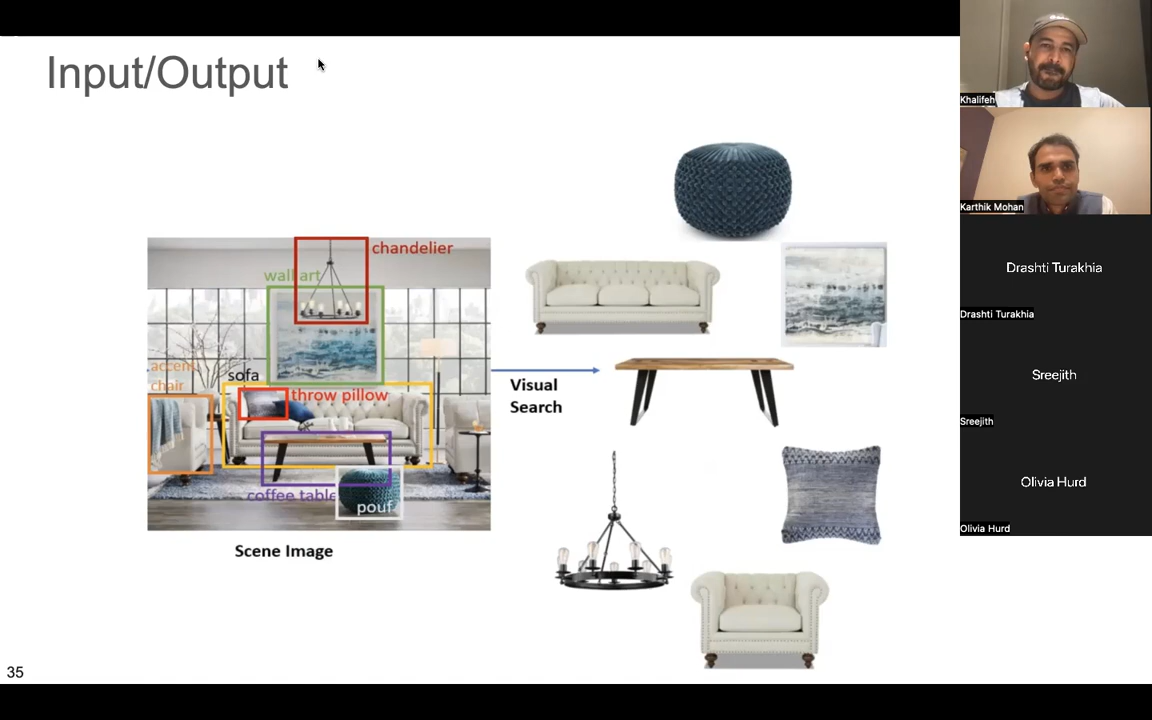 Input/Output
chandelier
wall art
accent
chair
sofa
throw pillow
coffee table
pouf
Scene Image
Visual
Search
35
Khalifeh
Karthik Mohan
Drashti Turakhia
Drashti Turakhia
Sreejith
Sreejith
Olivia Hurd
Olivia Hurd